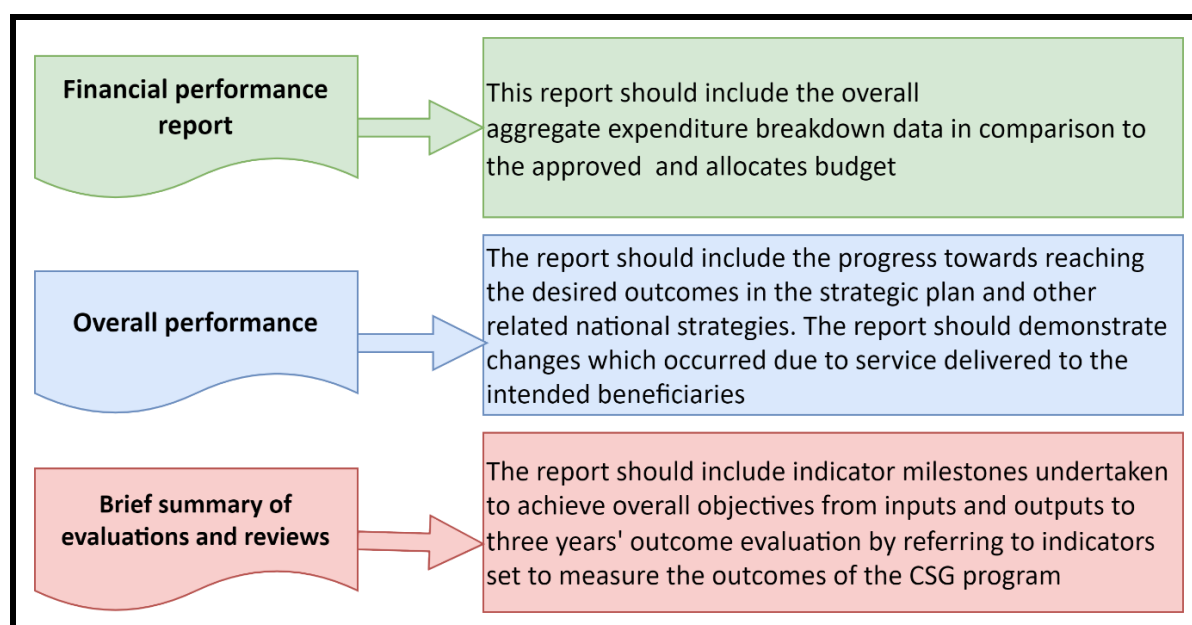 Financial performance
report
This report should include the overall
aggregate expenditure breakdown data in comparison to
the approved  and allocates budget
Overall performance
The report should include the progress towards reaching
the desired outcomes in the strategic plan and other
related national strategies. The report should demonstrate
changes which occurred due to service delivered to the
intended beneficiaries
Brief summary of
evaluations and reviews
The report should include indicator milestones undertaken
to achieve overall objectives from inputs and outputs to
three years' outcome evaluation by referring to indicators
set to measure the outcomes of the CSG program